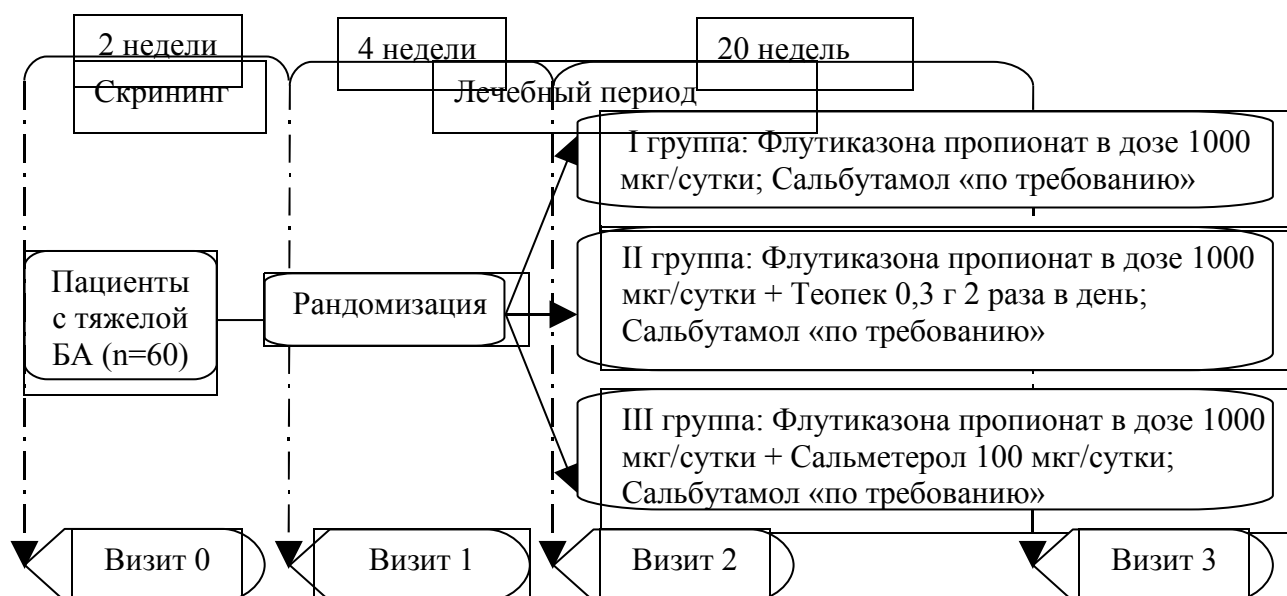 2 недели
4 недели
20 недель
Скрининг
Лечебный период
I группа: Флутиказона пропионат в дозе 1000
мкг/сутки; Сальбутамол «по требованию»
Пациенты
с тяжелой
БА (n=60)
Рандомизация
II группа: Флутиказона пропионат в дозе 1000
мкг/сутки + Теопек 0,3 г 2 раза в день;
Сальбутамол «по требованию»
III группа: Флутиказона пропионат в дозе 1000
мкг/сутки + Сальметерол 100 мкг/сутки;
Сальбутамол «по требованию»
Визит 0
Визит 1
Визит 2
Визит 3